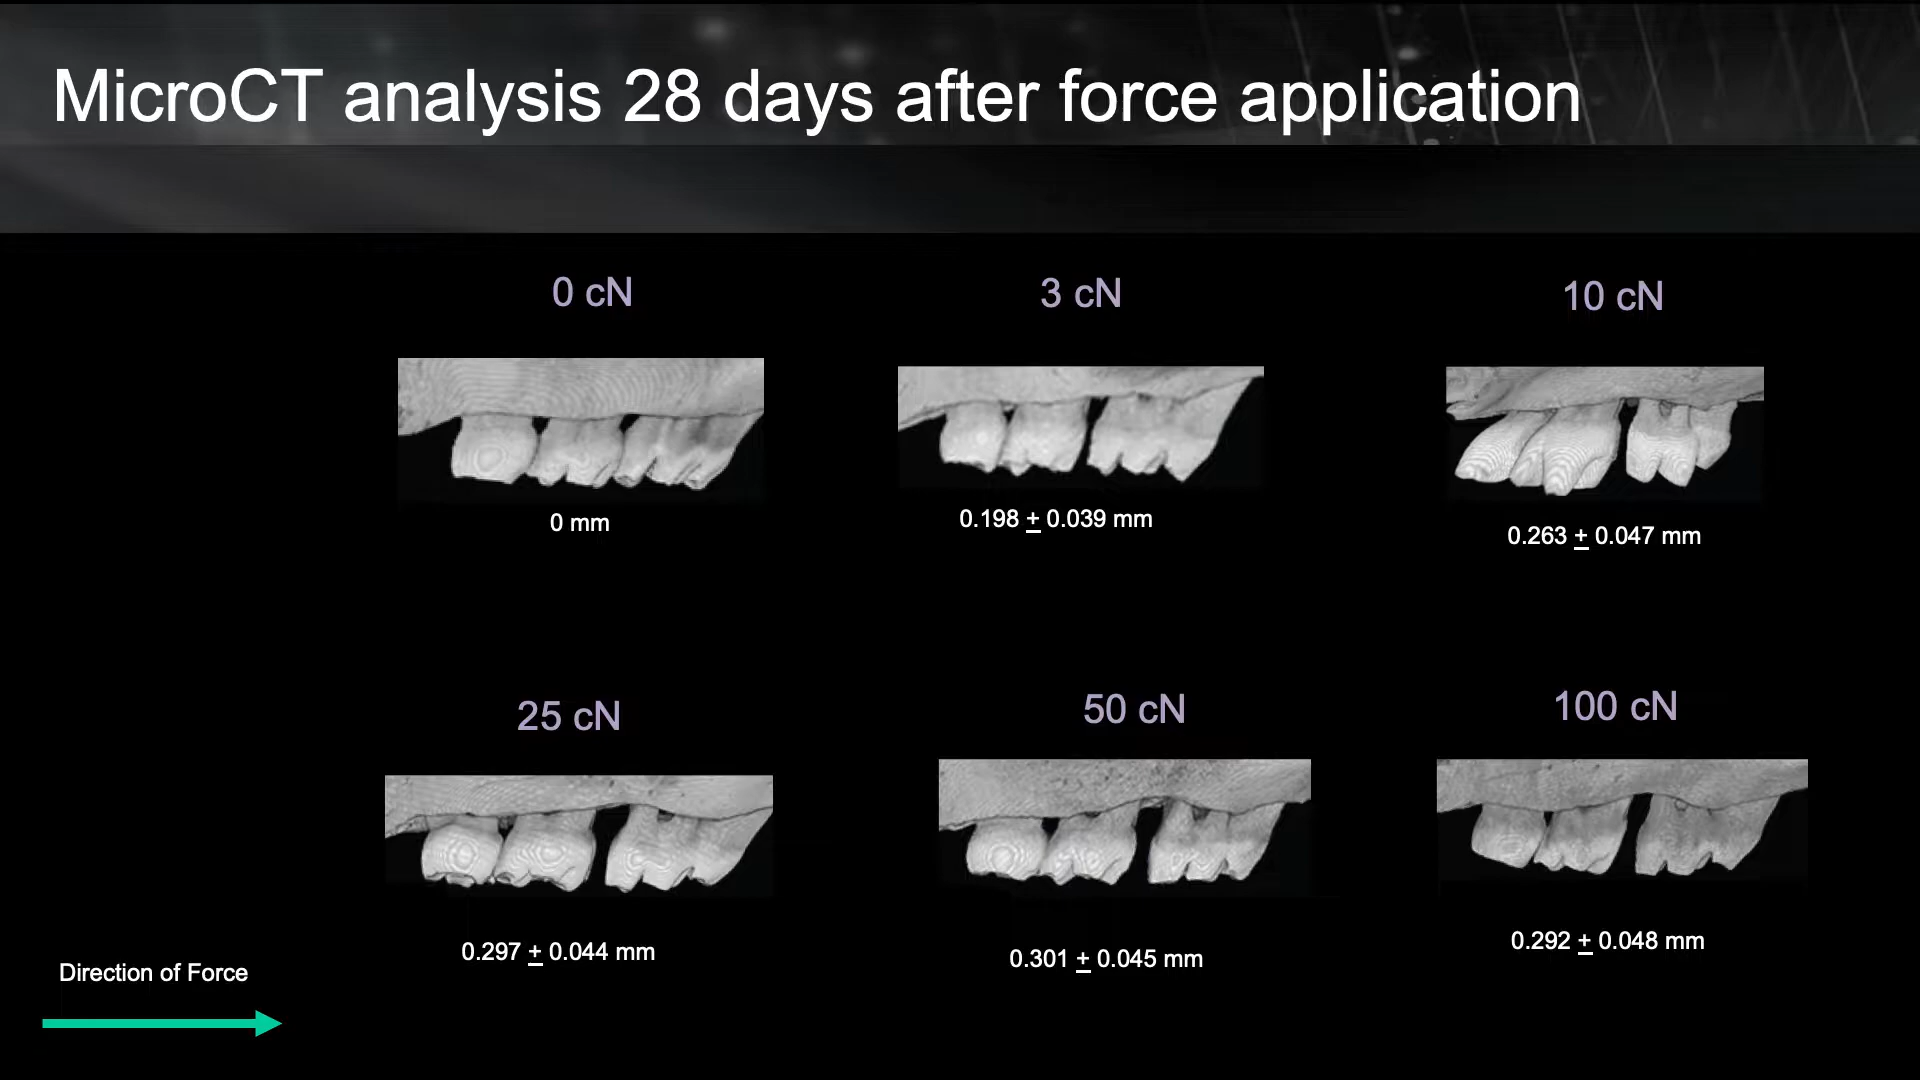 MicroCT analysis 28 days after force application
0 cN
3 cN
10 cN
0 mm
0.198 ± 0.039 mm
0.263 ± 0.047 mm
25 cN
50 cN
100 cN
0.297 ± 0.044 mm
0.301 ± 0.045 mm
0.292 ± 0.048 mm
Direction of Force